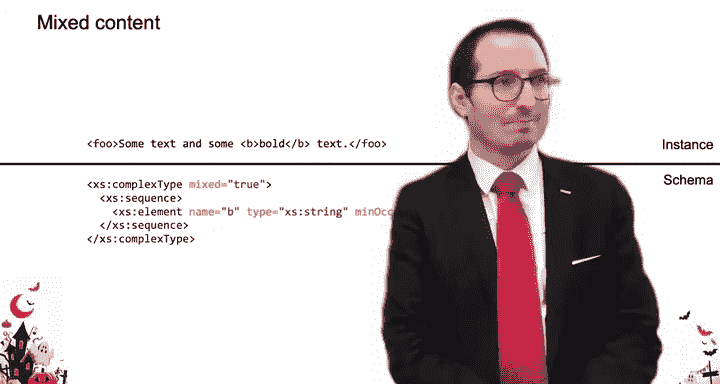 Mixed content
<foo>Some text and some <b>bold</b> text.</foo>
Instance
Schema
<xs:complexType mixed="true">
<xs:sequence>
<xs:element name="b" type="xs:string"
</xs:sequence>
</xs:complexType>